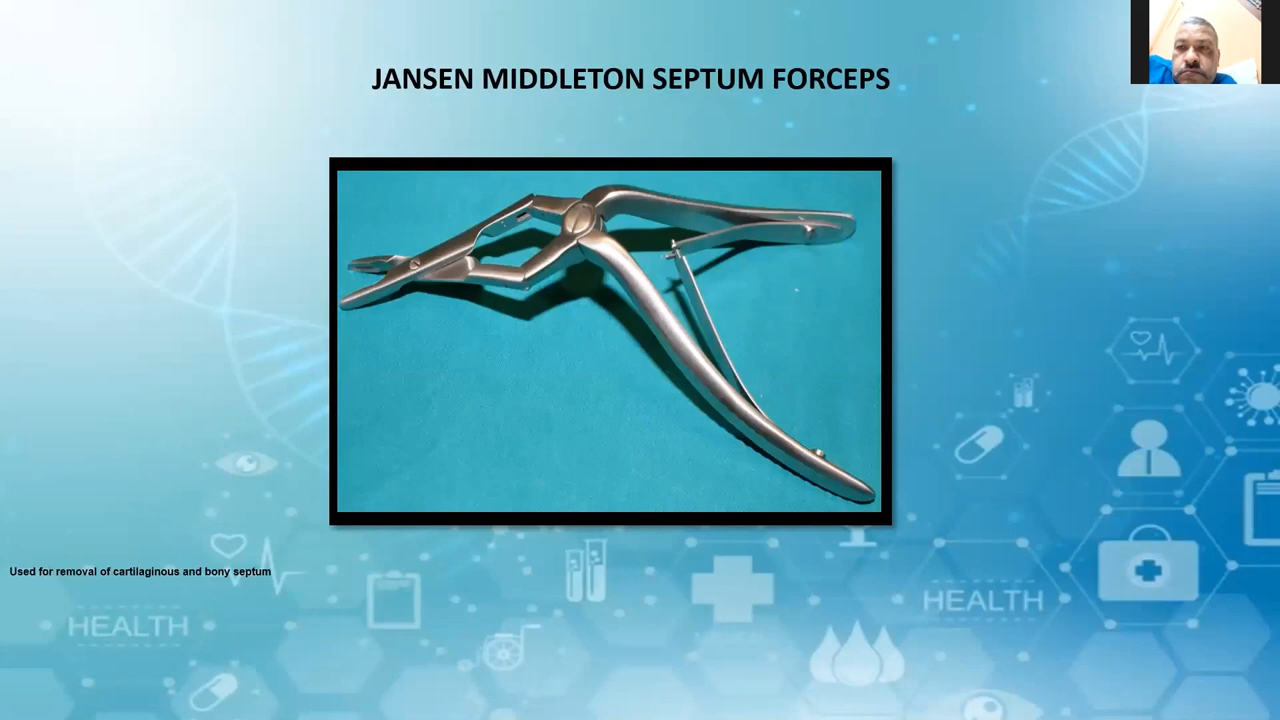 JANSEN MIDDLETON SEPTUM FORCEPS
Used for removal of cartilaginous and bony septum
HEALTH
HEALTH